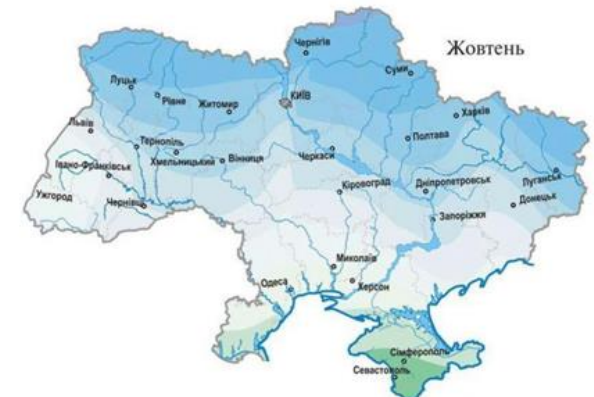 Жовтень
Чернігів
Суми
Луцьк
Рівне
Житомир
КИЇВ
Харків
Львів
Тернопіль
Хмельницький
Вінниця
Черкаси
Полтава
Івано-Франківськ
Ужгород
Чернівці
Кіровоград
Дніпропетровськ
Луганськ
Донецьк
Запоріжжя
Миколаїв
Одеса
Херсон
Сімферополь
Севастополь